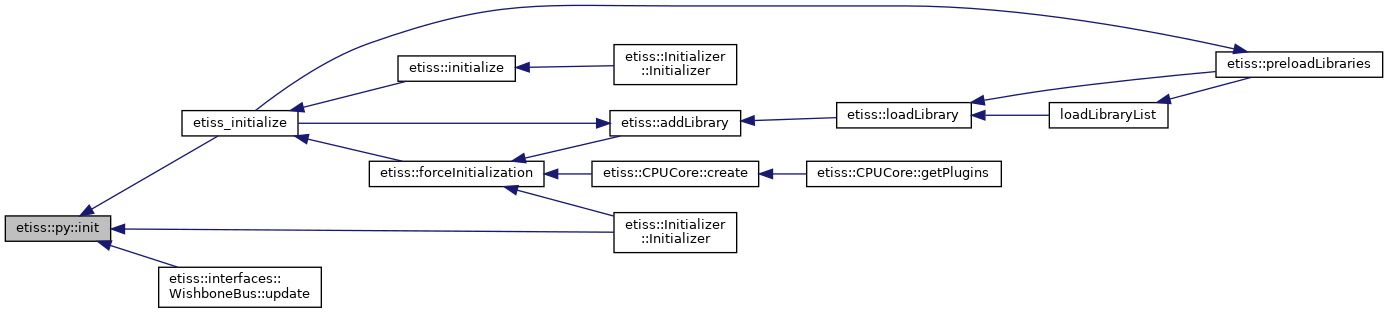 etiss::Initializer
::Initializer
etiss::preloadLibraries
etiss::initialize
etiss_initialize
etiss::addLibrary
etiss::loadLibrary
loadLibraryList
etiss::forceInitialization
etiss::CPUCore::create
etiss::CPUCore::getPlugins
etiss::py::init
etiss::Initializer
::Initializer
etiss::interfaces::
WishboneBus::update